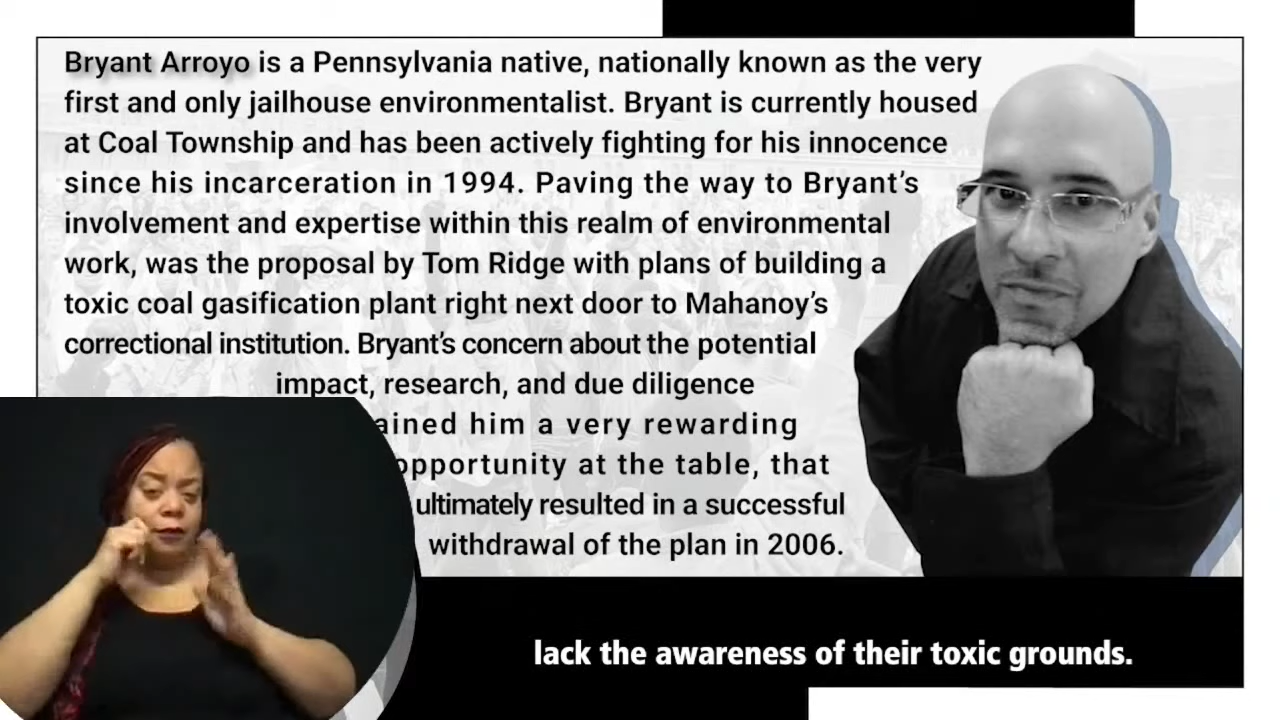 Bryant Arroyo is a Pennsylvania native, nationally known as the very
first and only jailhouse environmentalist. Bryant is currently housed
at Coal Township and has been actively fighting for his innocence
since his incarceration in 1994. Paving the way to Bryant’s
involvement and expertise within this realm of environmental
work, was the proposal by Tom Ridge with plans of building a
toxic coal gasification plant right next door to Mahanoy’s
correctional institution. Bryant’s concern about the potential
impact, research, and due diligence
ained him a very rewarding
opportunity at the table, that
ultimately resulted in a successful
withdrawal of the plan in 2006.
lack the awareness of their toxic grounds.